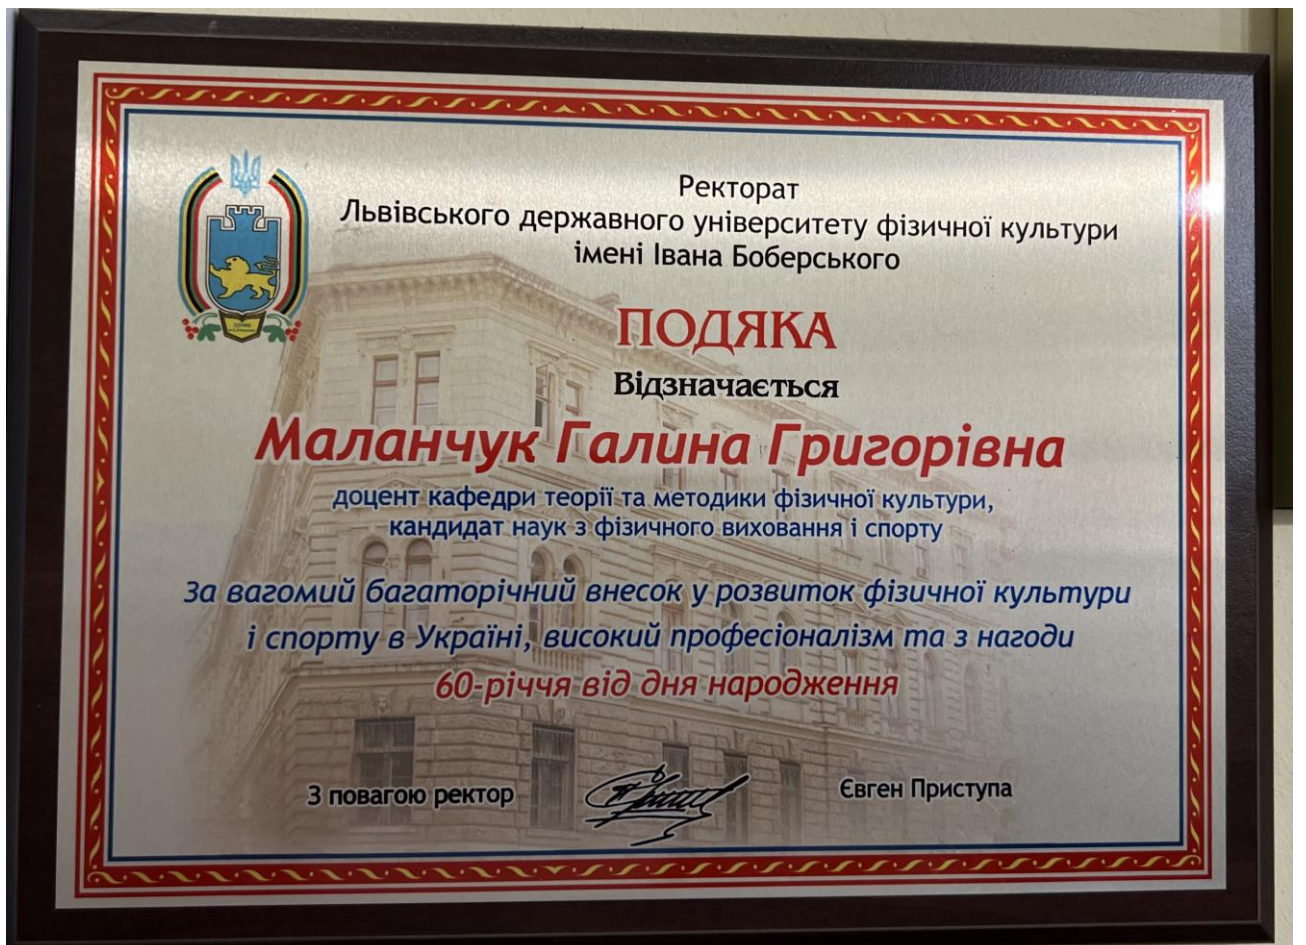 Ректорат
Львівського державного університету фізичної культури
імені Івана Боберського
ПОДЯКА
Відзначається
Маланчук Галина Григорівна
доцент кафедри теорії та методики фізичної культури,
кандидат наук з фізичного виховання і спорту
За вагомий багаторічний внесок у розвиток фізичної культури
і спорту в Україні, високий професіоналізм та з нагоди
60-річчя від дня народження
З повагою ректор
Євген Приступа